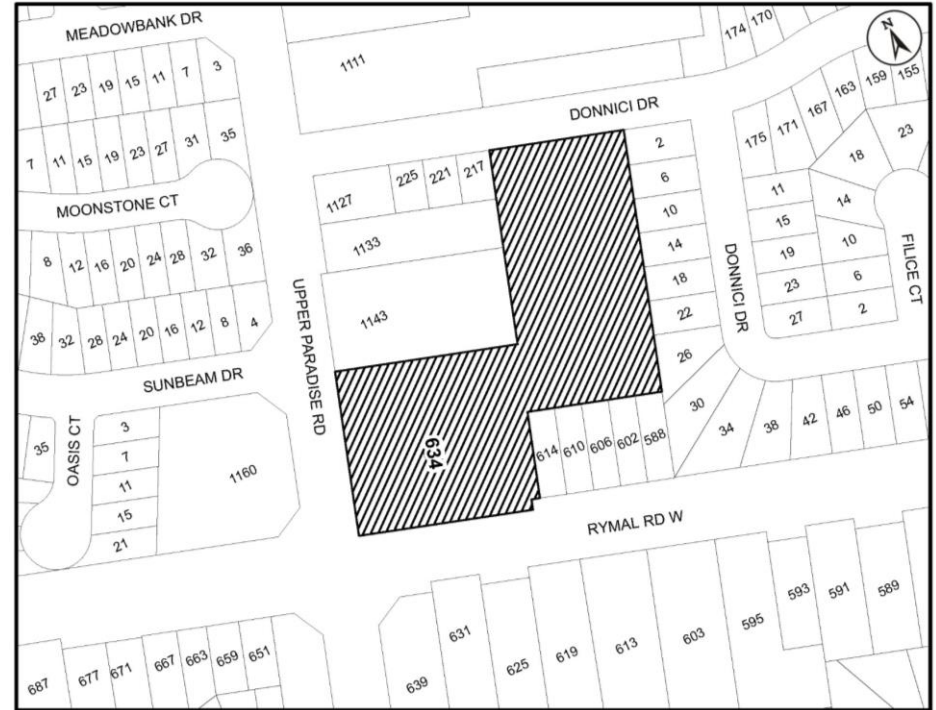 MEADOWBANK DR
27 23 19 15 11 7 3
1111
174 170
N
DONNICI DR
175 171 167 163 159 155
7 11 15 19 23 27 31 35
MOONSTONE CT
1127 225 221 217
2
6
10
14
18
22
26
30
34 38 42 46 50 54
11
15
19
23
27
18
23
14
10
6
2
DONNICI DR
FILICE CT
8 12 16 20 24 28 32 36
1133
1143
UPPER PARADISE RD
38 32 28 24 20 16 12 8 4
SUNBEAM DR
35
OASIS CT
3
7
11
15
21
1160
634
614 610 606 602 588
RYMAL RD W
687 677 671 667 663 659 651
639 631 625 619 613 603 595 593 591 589